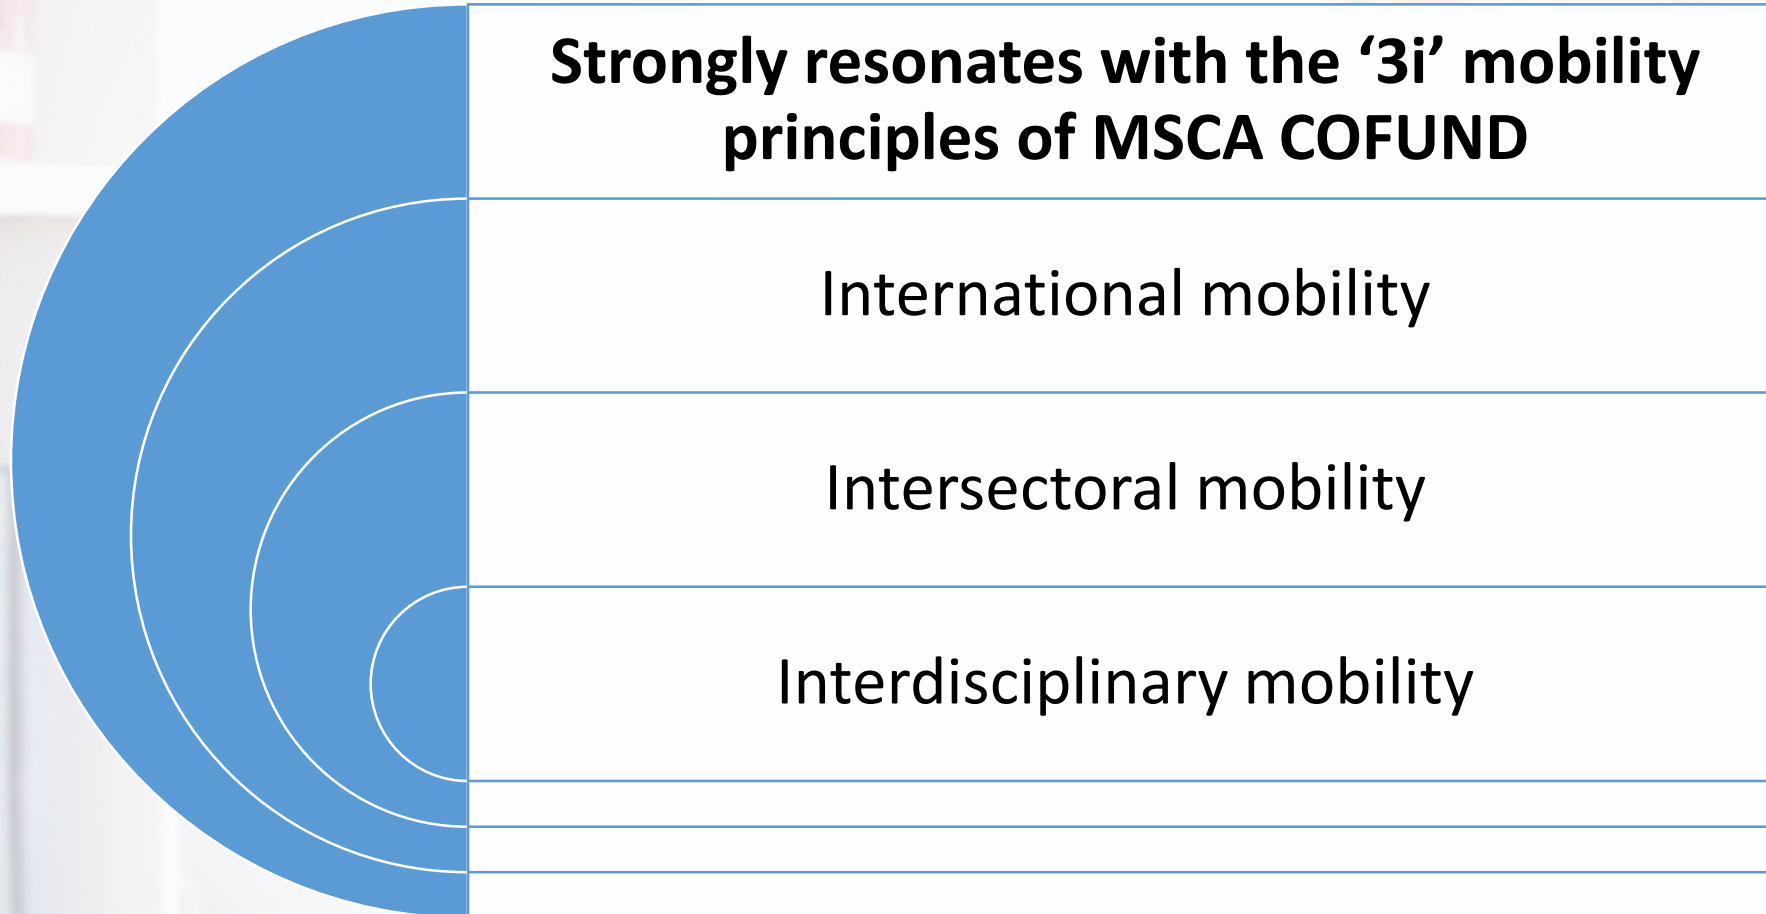 Strongly resonates with the ‘3i’ mobility
principles of MSCA COFUND
International mobility
Intersectoral mobility
Interdisciplinary mobility